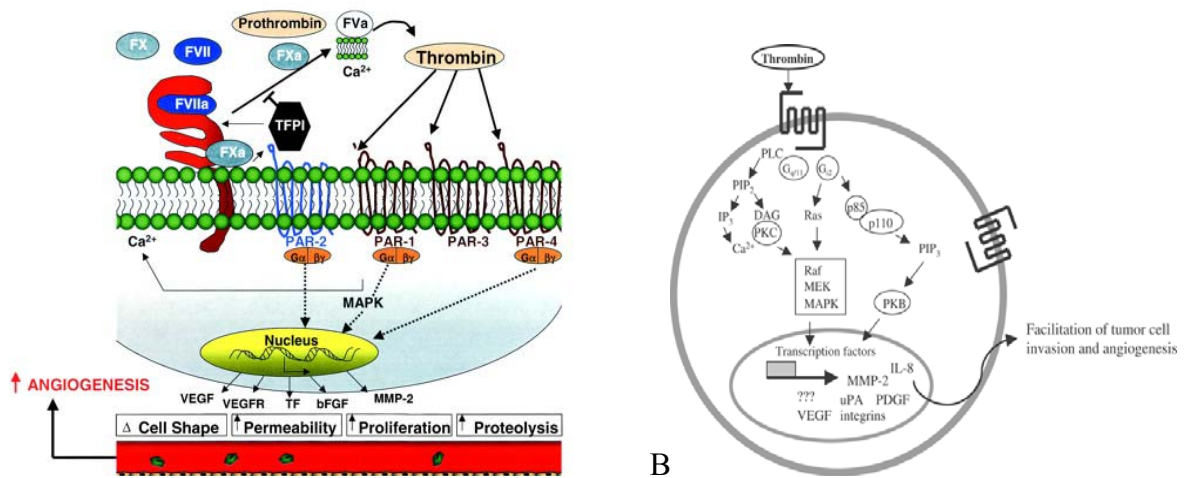 Prothrombin
FVa
FX
FVII
FXa
Ca2+
Thrombin
FVIIa
TFPI
FXa
Ca2+
PAR-2
PAR-1
PAR-3
PAR-4
Gα βγ
Gα βγ
Gα βγ
MAPK
Nucleus
ANGIOGENESIS
VEGF
VEGFR
TF
bFGF
MMP-2
Δ Cell Shape
Permeability
Proliferation
Proteolysis
B
Thrombin
PLC
Gq/11
Gi2
PIP2
p85
p110
IP3
DAG
PKC
Ras
Ca2+
PIP3
Raf
MEK
MAPK
PKB
Transcription factors
IL-8
MMP-2
???
uPA PDGF
VEGF integrins
Facilitation of tumor cell
invasion and angiogenesis